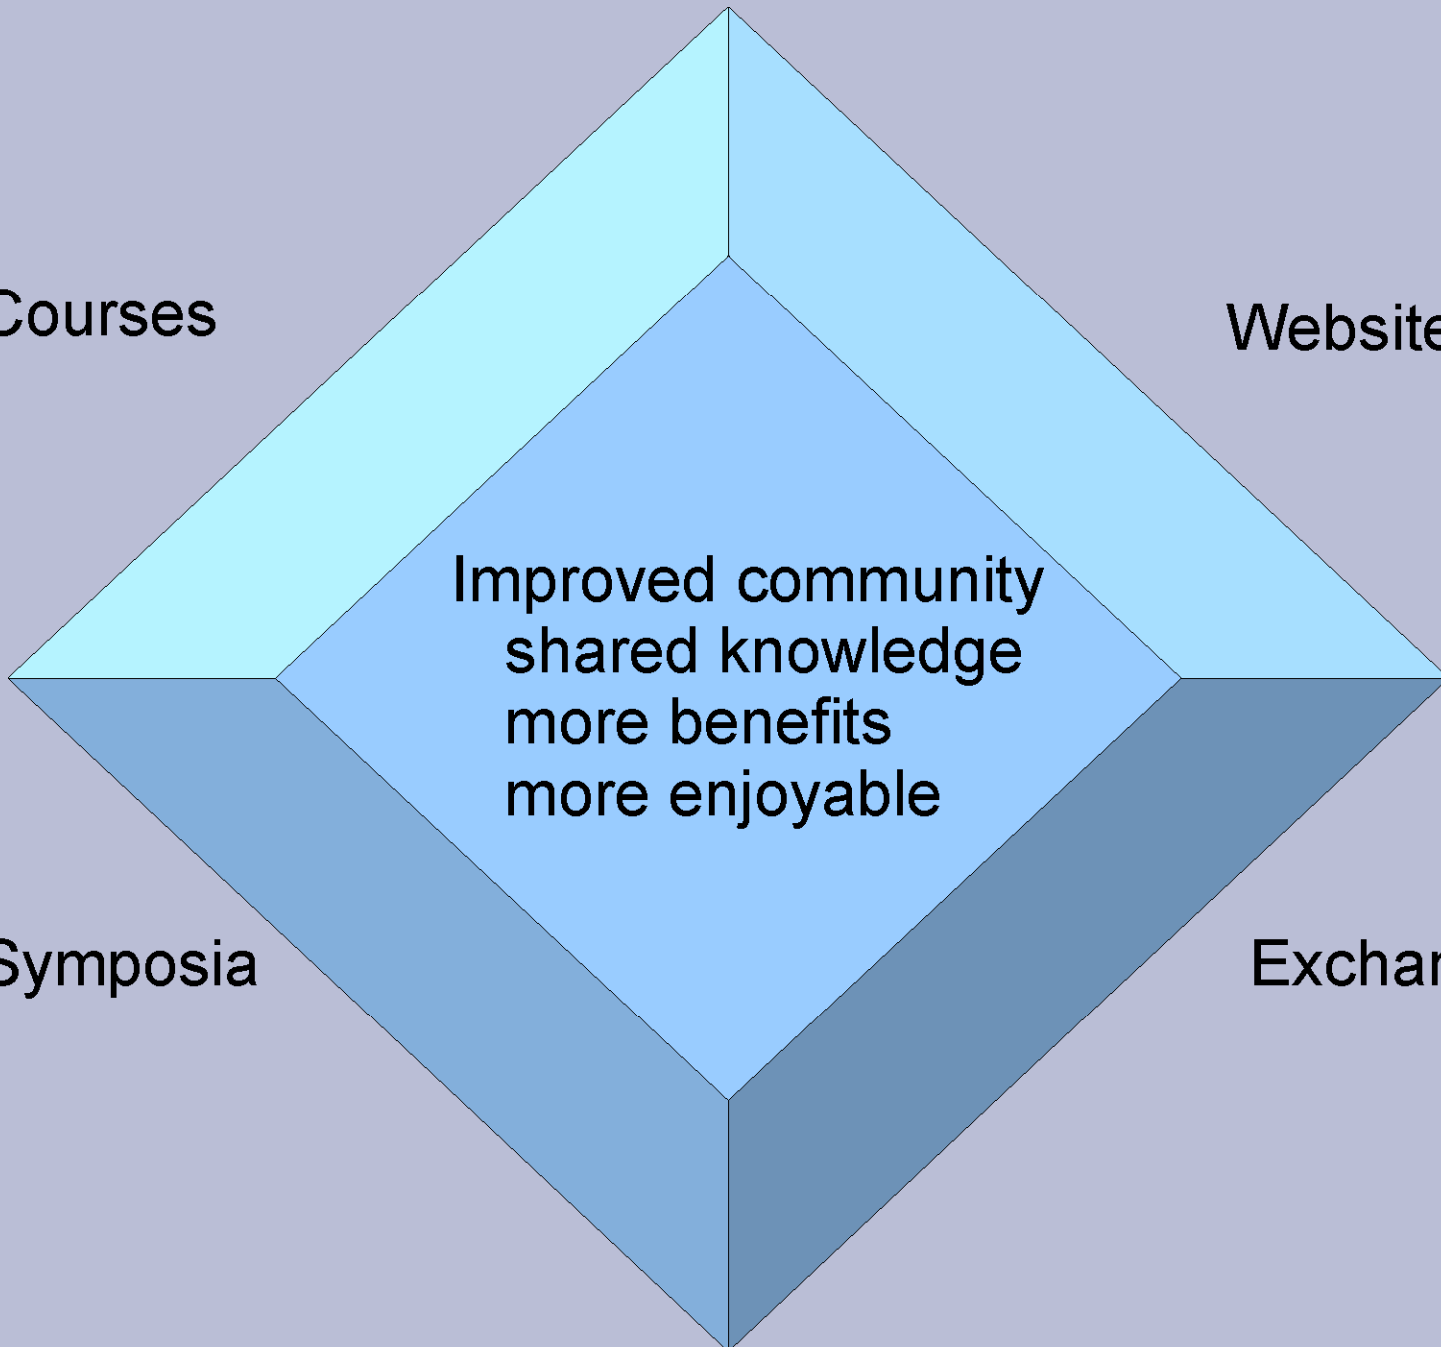 Courses
Website
Improved community
shared knowledge
more benefits
more enjoyable
Symposia